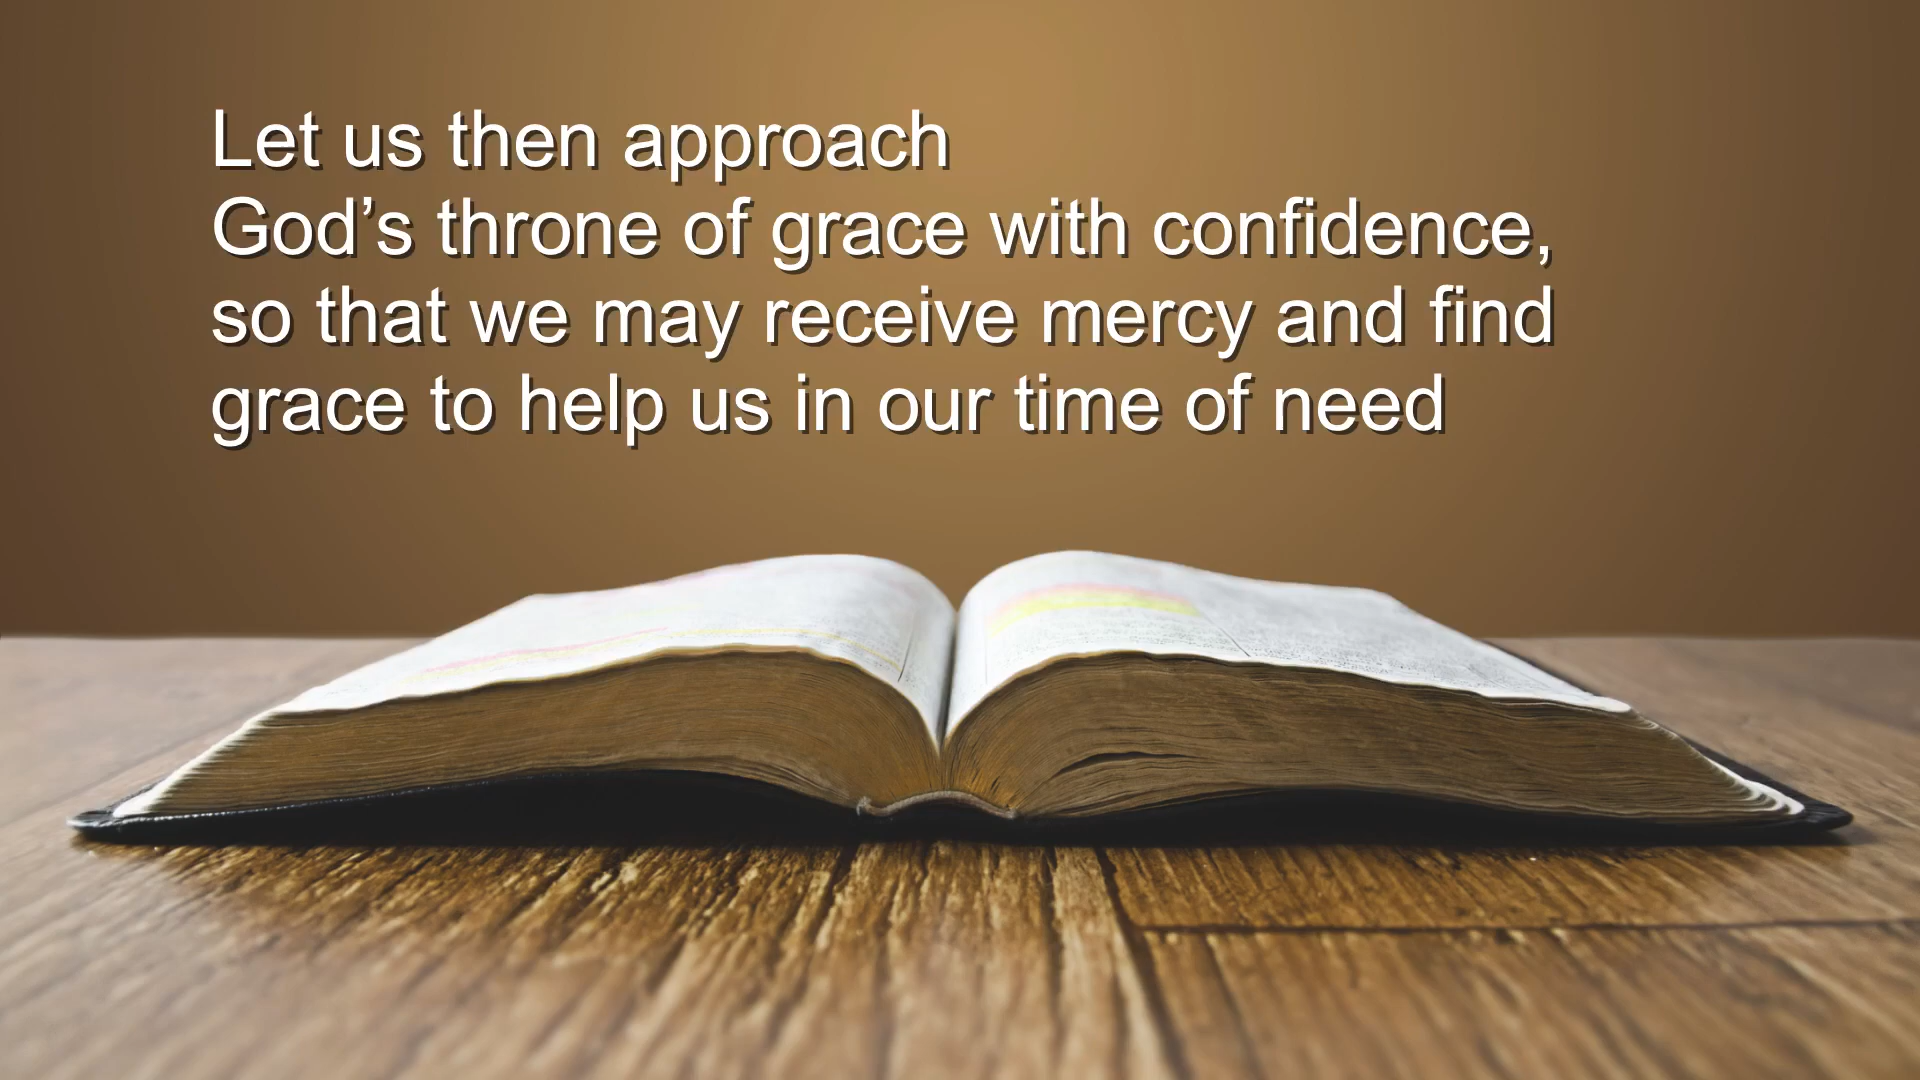 Let us then approach
God’s throne of grace with confidence,
so that we may receive mercy and find
grace to help us in our time of need